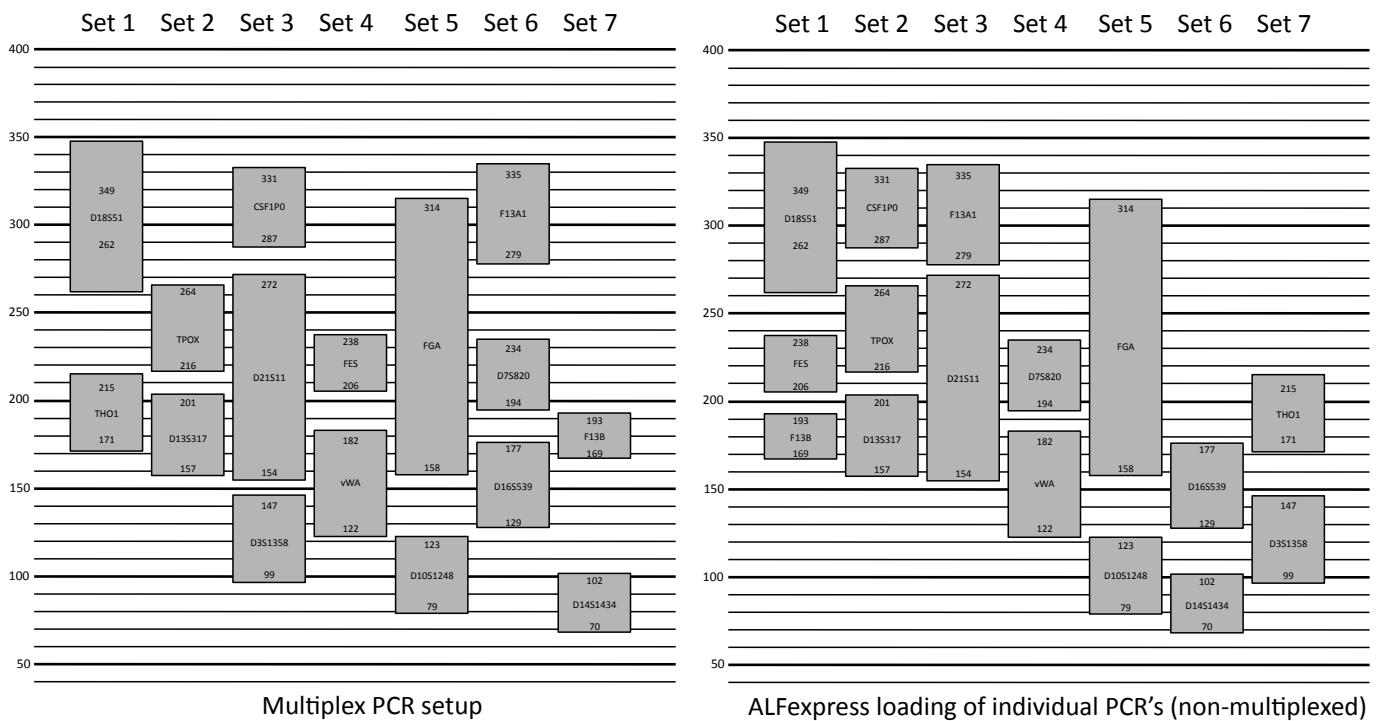 Set 1 Set 2 Set 3 Set 4 Set 5 Set 6 Set 7
400
350
300
250
200
150
100
50
349
D18S51
262
215
THO1
171
264
TPOX
216
201
D13S317
157
331
CSF1P0
287
272
D21S11
154
147
D3S1358
99
238
FES
206
182
vWA
122
314
FGA
158
123
D10S1248
79
335
F13A1
279
234
D7S820
194
177
D16S539
129
193
F13B
169
102
D14S1434
70
Multiplex PCR setup
Set 1 Set 2 Set 3 Set 4 Set 5 Set 6 Set 7
400
350
300
250
200
150
100
50
349
D18S51
262
238
FES
206
193
F13B
169
331
CSF1P0
287
264
TPOX
216
201
D13S317
157
335
F13A1
279
272
D21S11
154
234
D7S820
194
182
vWA
122
314
FGA
158
123
D10S1248
79
177
D16S539
129
102
D14S1434
70
215
THO1
171
147
D3S1358
99
ALFexpress loading of individual PCR's (non-multiplexed)